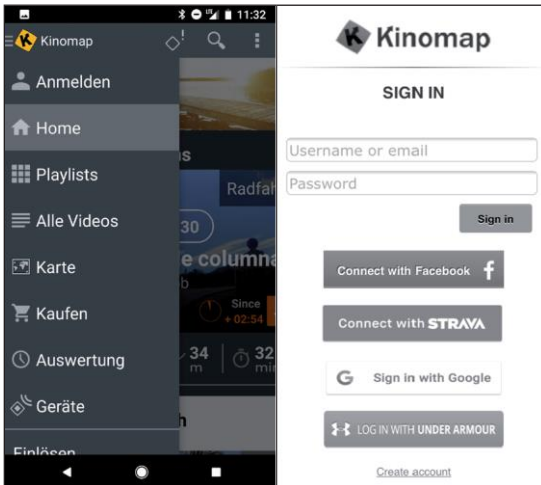 11:32
Kinomap
Anmelden
Home
Playlists
Alle Videos
Karte
Kaufen
Auswertung
Geräte
Einlösen
Radfah
30
e columna
Since
+ 02:54
34
m
32
min
Kinomap
SIGN IN
Username or email
Password
Sign in
Connect with Facebook f
Connect with STRAVA
G Sign in with Google
LOG IN WITH UNDER ARMOUR
Create account